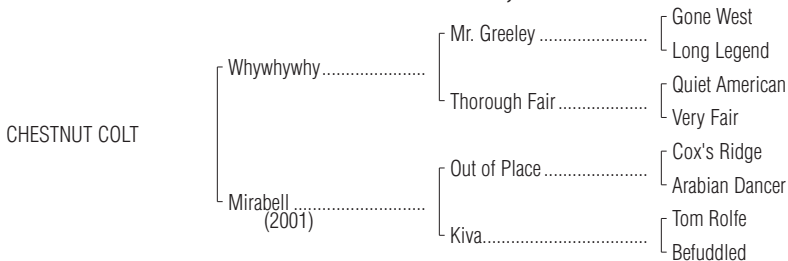 Gone West
Mr. Greeley ......................
Long Legend
Whywhywhy......................
Quiet American
Thorough Fair...................
Very Fair
CHESTNUT COLT
Cox's Ridge
Out of Place......................
Arabian Dancer
Mirabell ............................
(2001)
Tom Rolfe
Kiva...................................
Befuddled